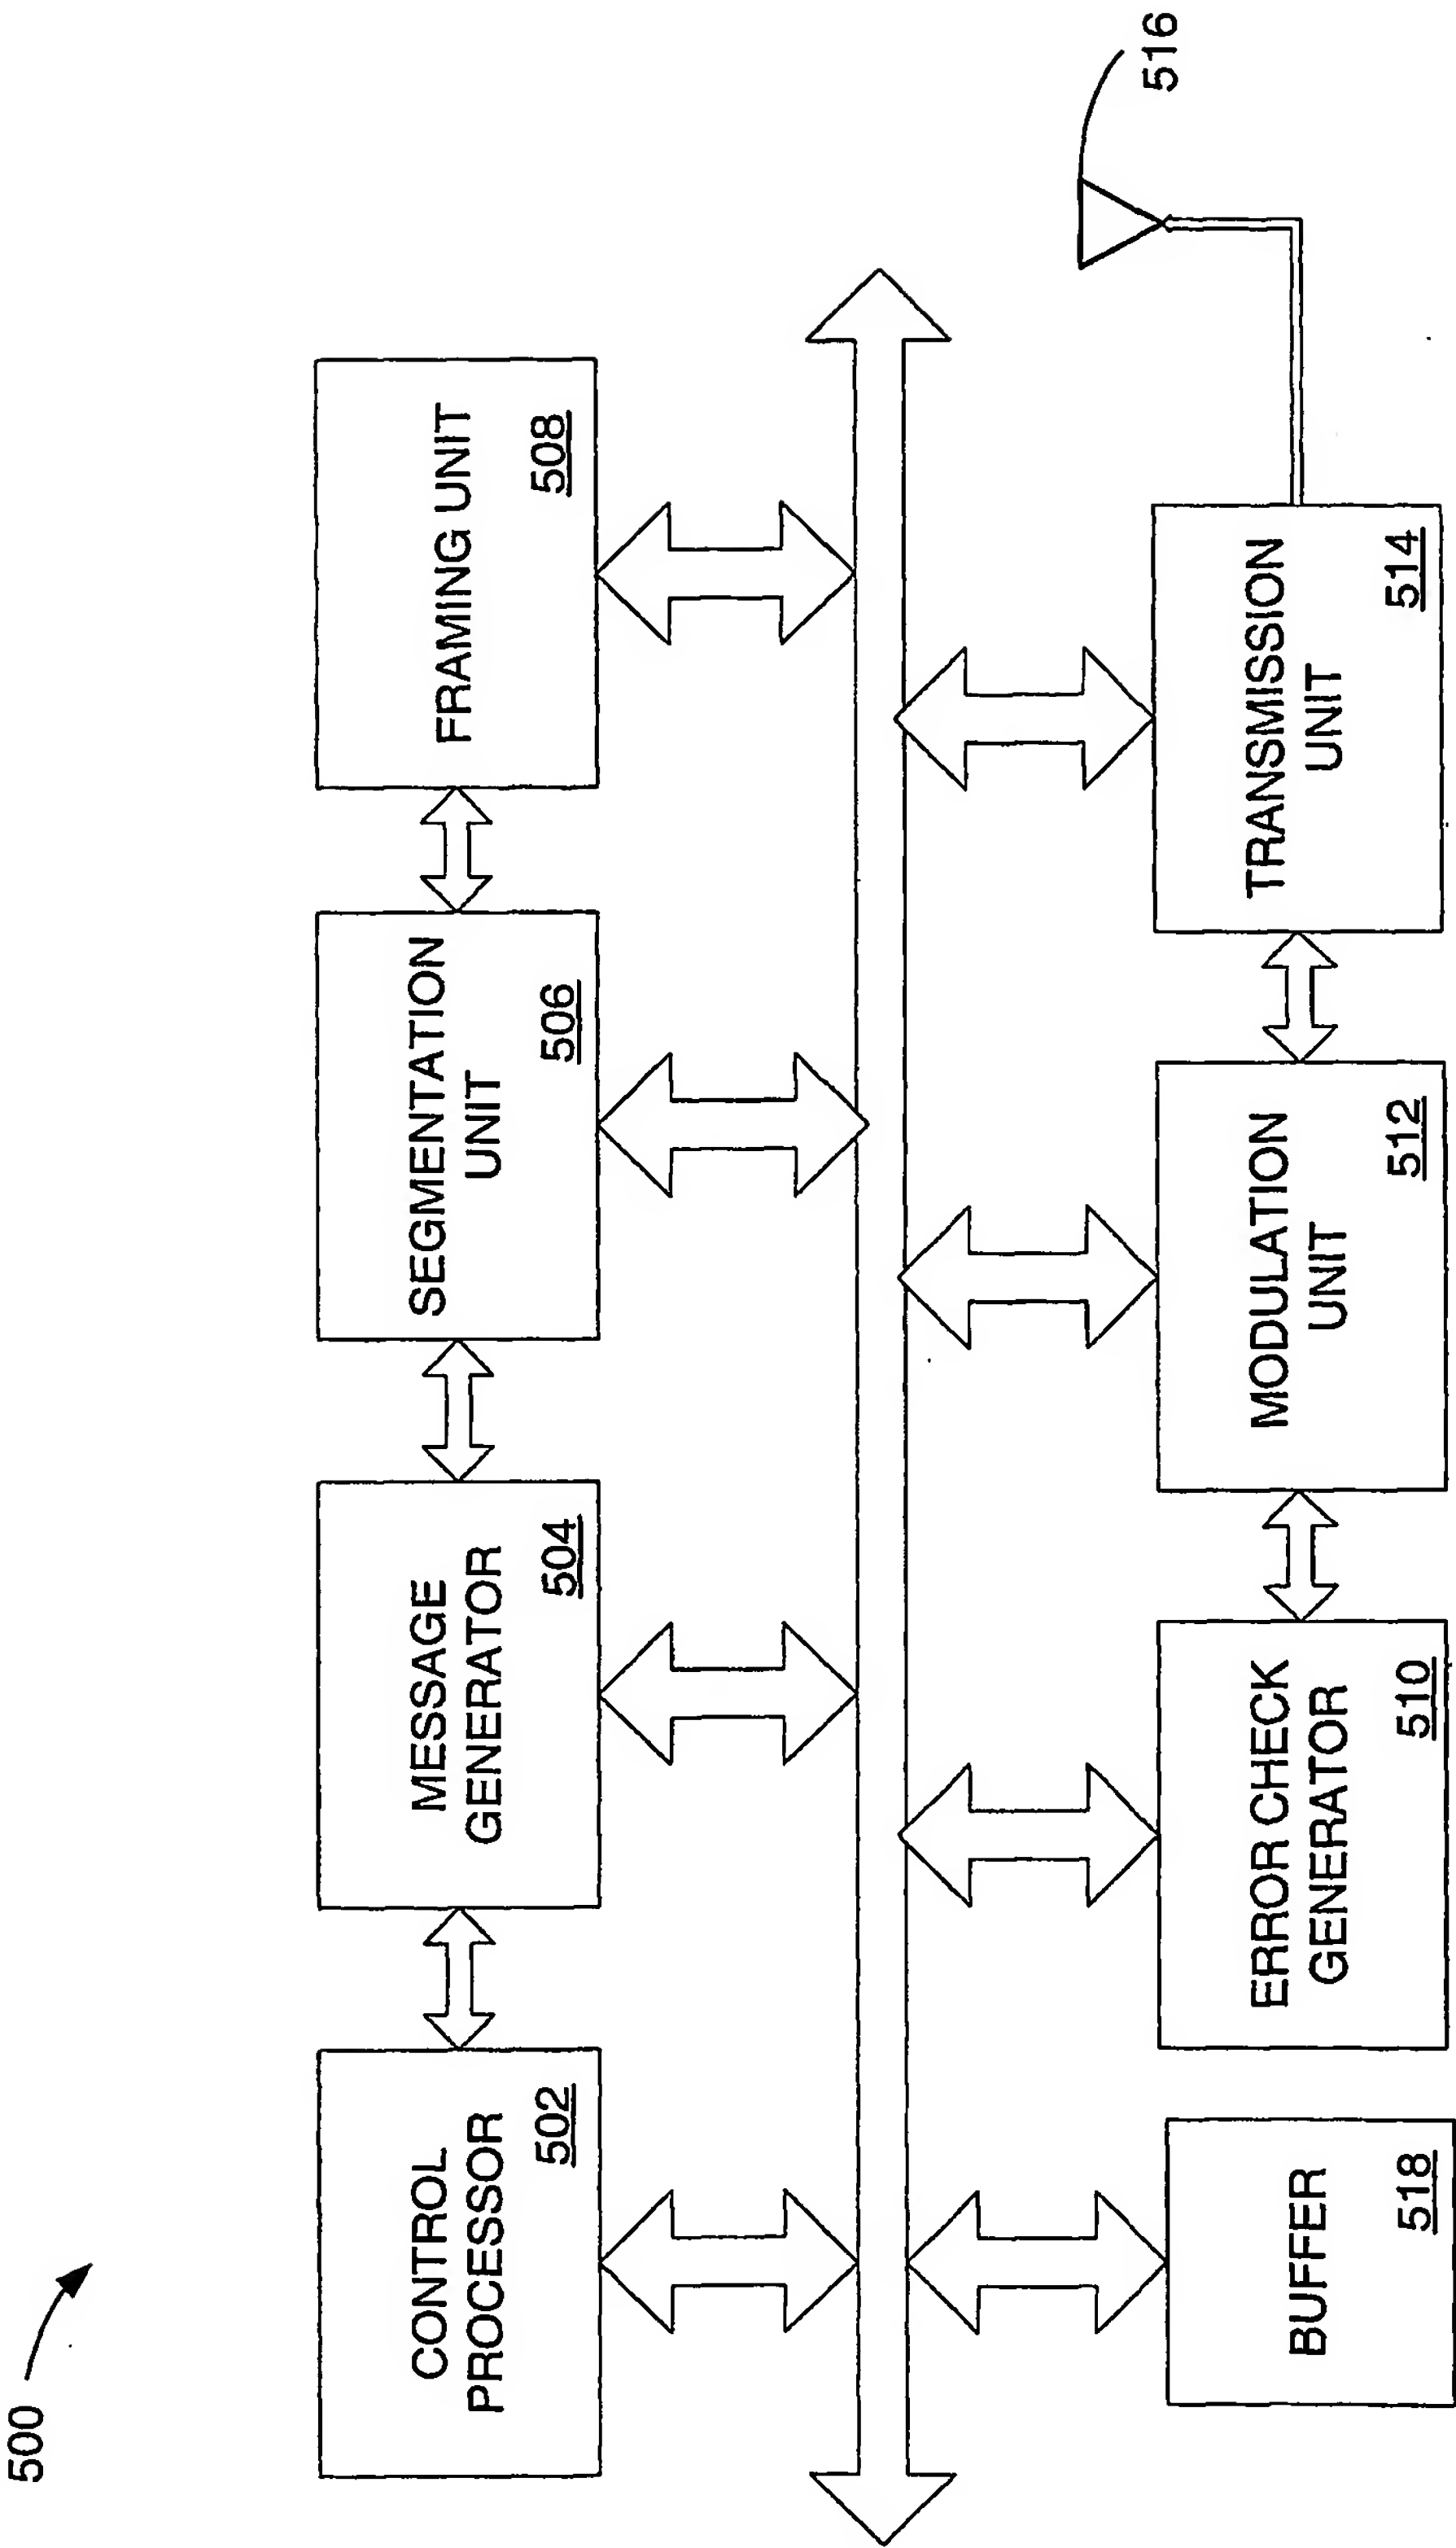 500
CONTROL
PROCESSOR
502
MESSAGE
GENERATOR
504
SEGMENTATION
UNIT
506
FRAMING UNIT
508
BUFFER
518
ERROR CHECK
GENERATOR
510
MODULATION
UNIT
512
TRANSMISSION
UNIT
514
516